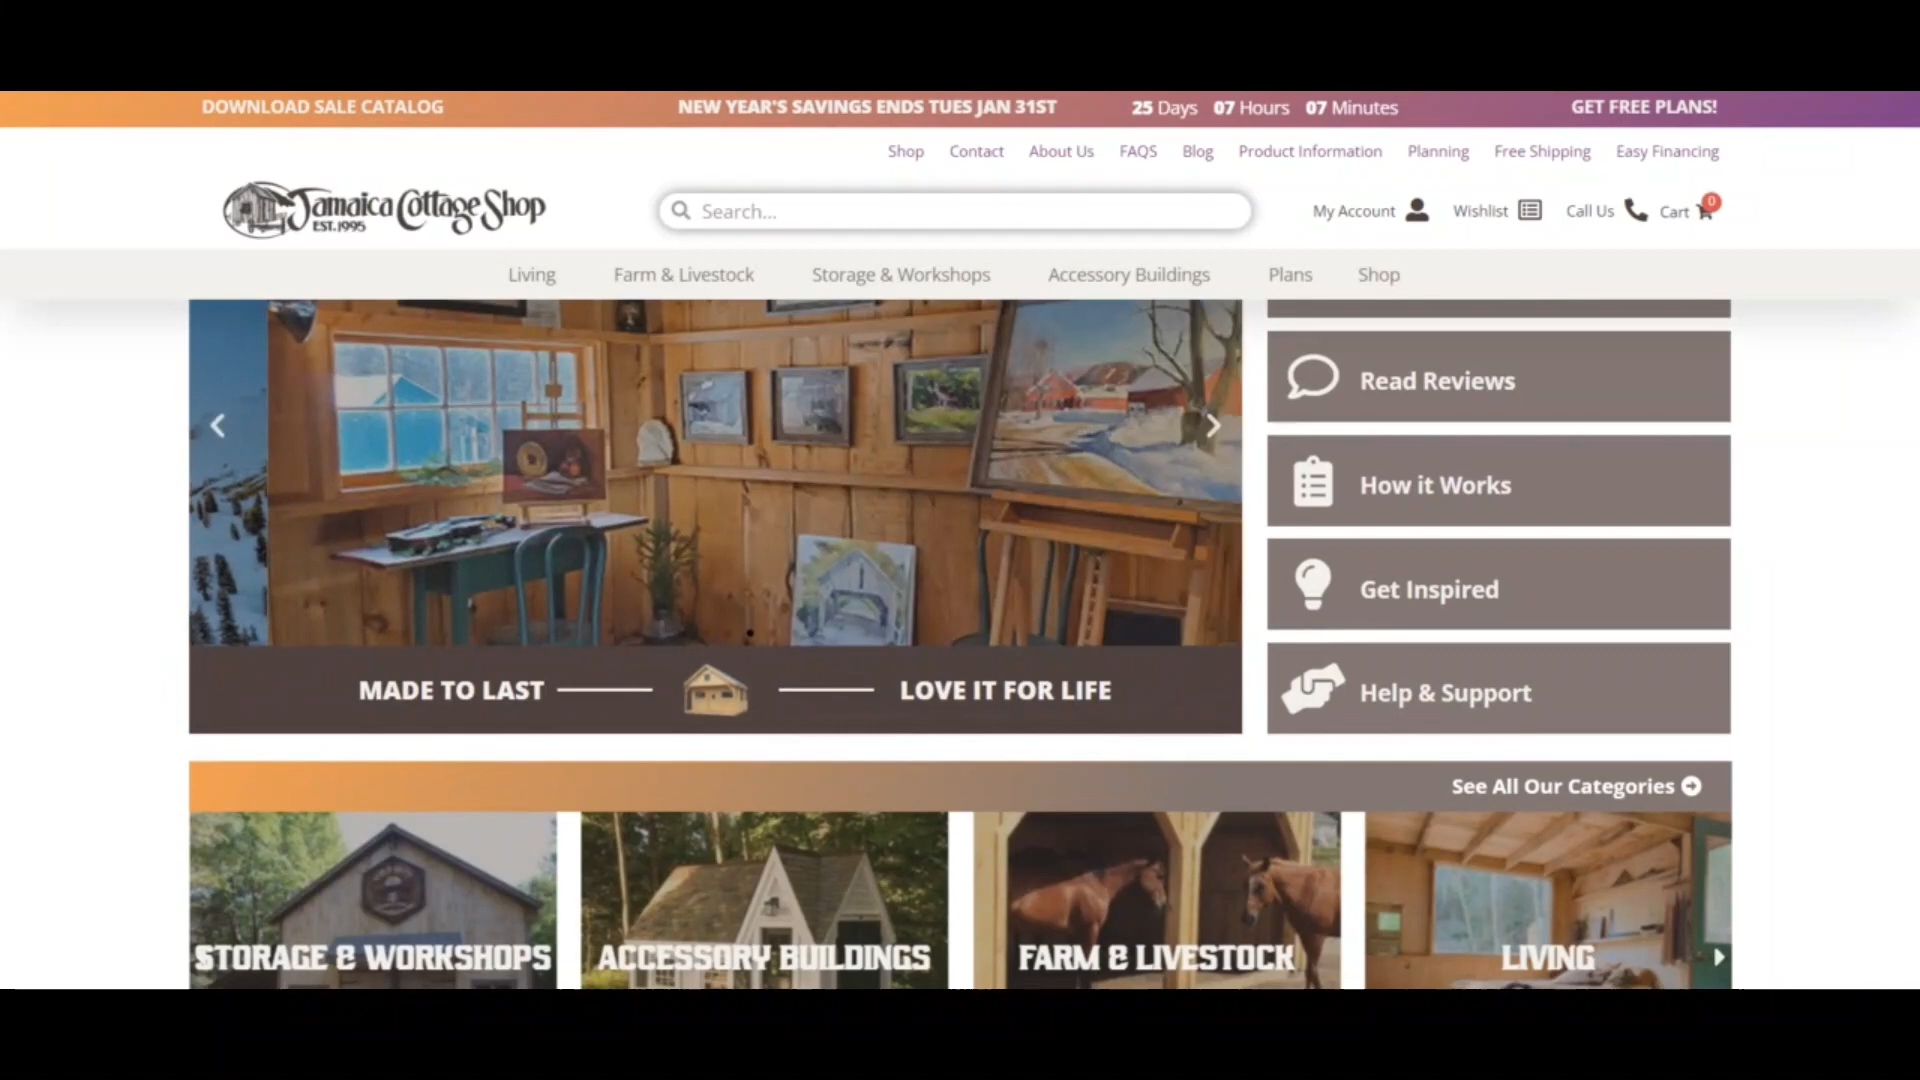 DOWNLOAD SALE CATALOG NEW YEAR'S SAVINGS ENDS TUES JAN 31ST 25 Days 07 Hours 07 Minutes GET FREE PLANS!
Shop Contact About Us FAQS Blog Product Information Planning Free Shipping Easy Financing
Jamaica Cottage Shop
EST. 1995
Search...
My Account Wishlist Call Us Cart 0
Living Farm & Livestock Storage & Workshops Accessory Buildings Plans Shop
Read Reviews
How it Works
Get Inspired
Help & Support
MADE TO LAST LOVE IT FOR LIFE
See All Our Categories
STORAGE & WORKSHOPS ACCESSORY BUILDINGS FARM & LIVESTOCK LIVING